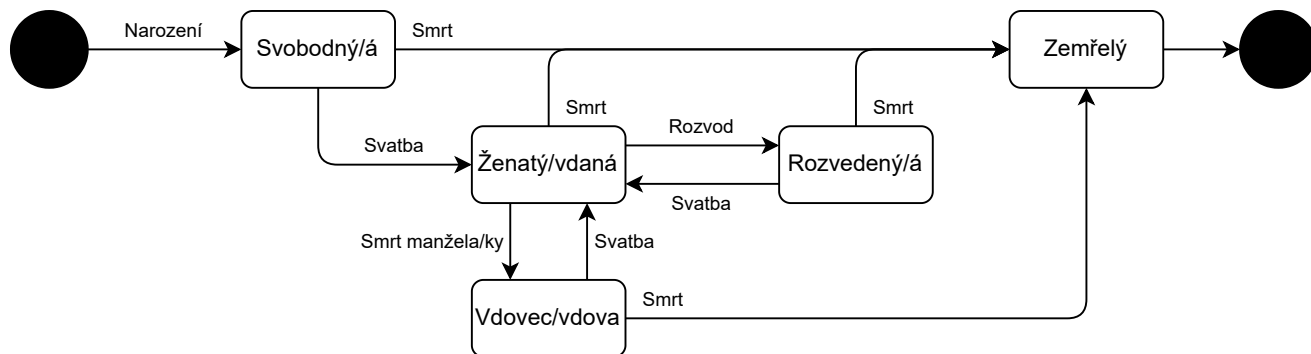 Narození
Svobodný/á
Smrt
Zemřelý
Smrt
Smrt
Svatba
Ženatý/vdaná
Rozvod
Rozvedený/á
Svatba
Smrt manžela/ky
Svatba
Vdovec/vdova
Smrt